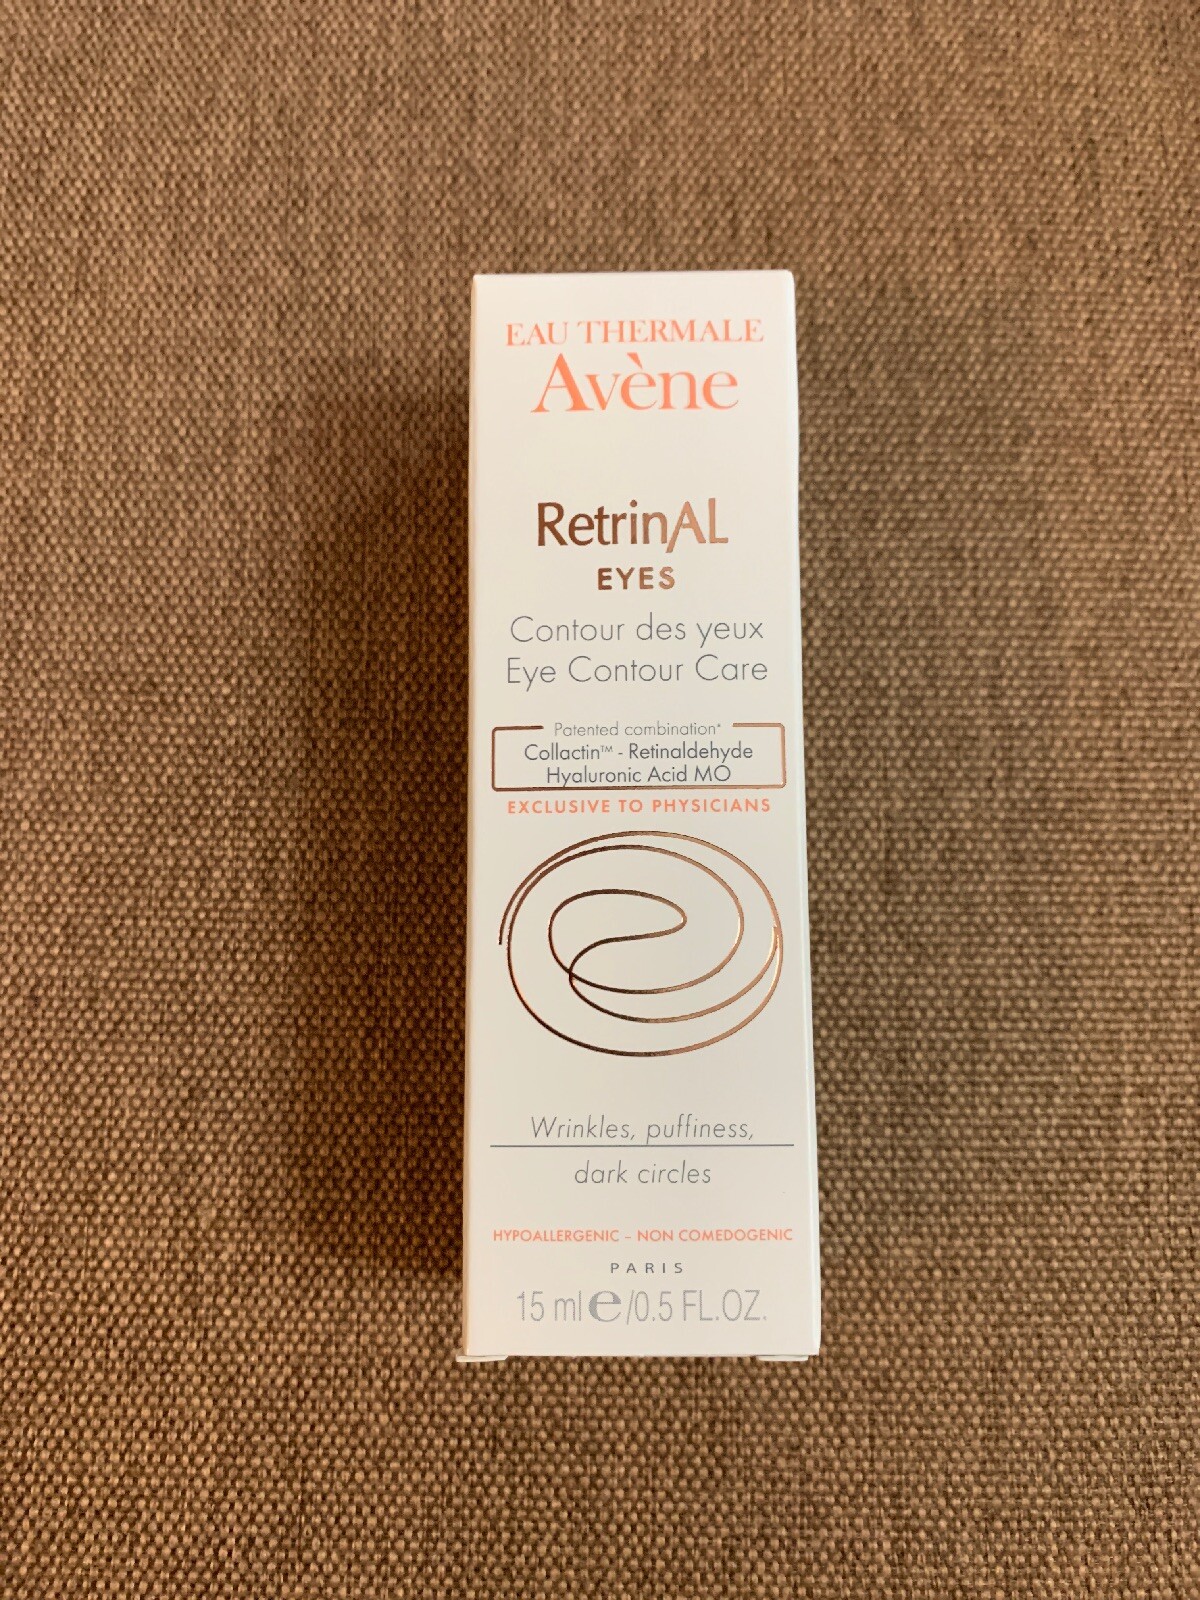 EAU THERMALE
Avène
RetrinAL
EYES
Contour des yeux
Eye Contour Care
Patented combination*
Collactin™ - Retinaldehyde
Hyaluronic Acid MO
EXCLUSIVE TO PHYSICIANS
Wrinkles, puffiness,
dark circles
HYPOALLERGENIC - NON COMEDOGENIC
PARIS
15 ml e/0.5 FL.OZ.